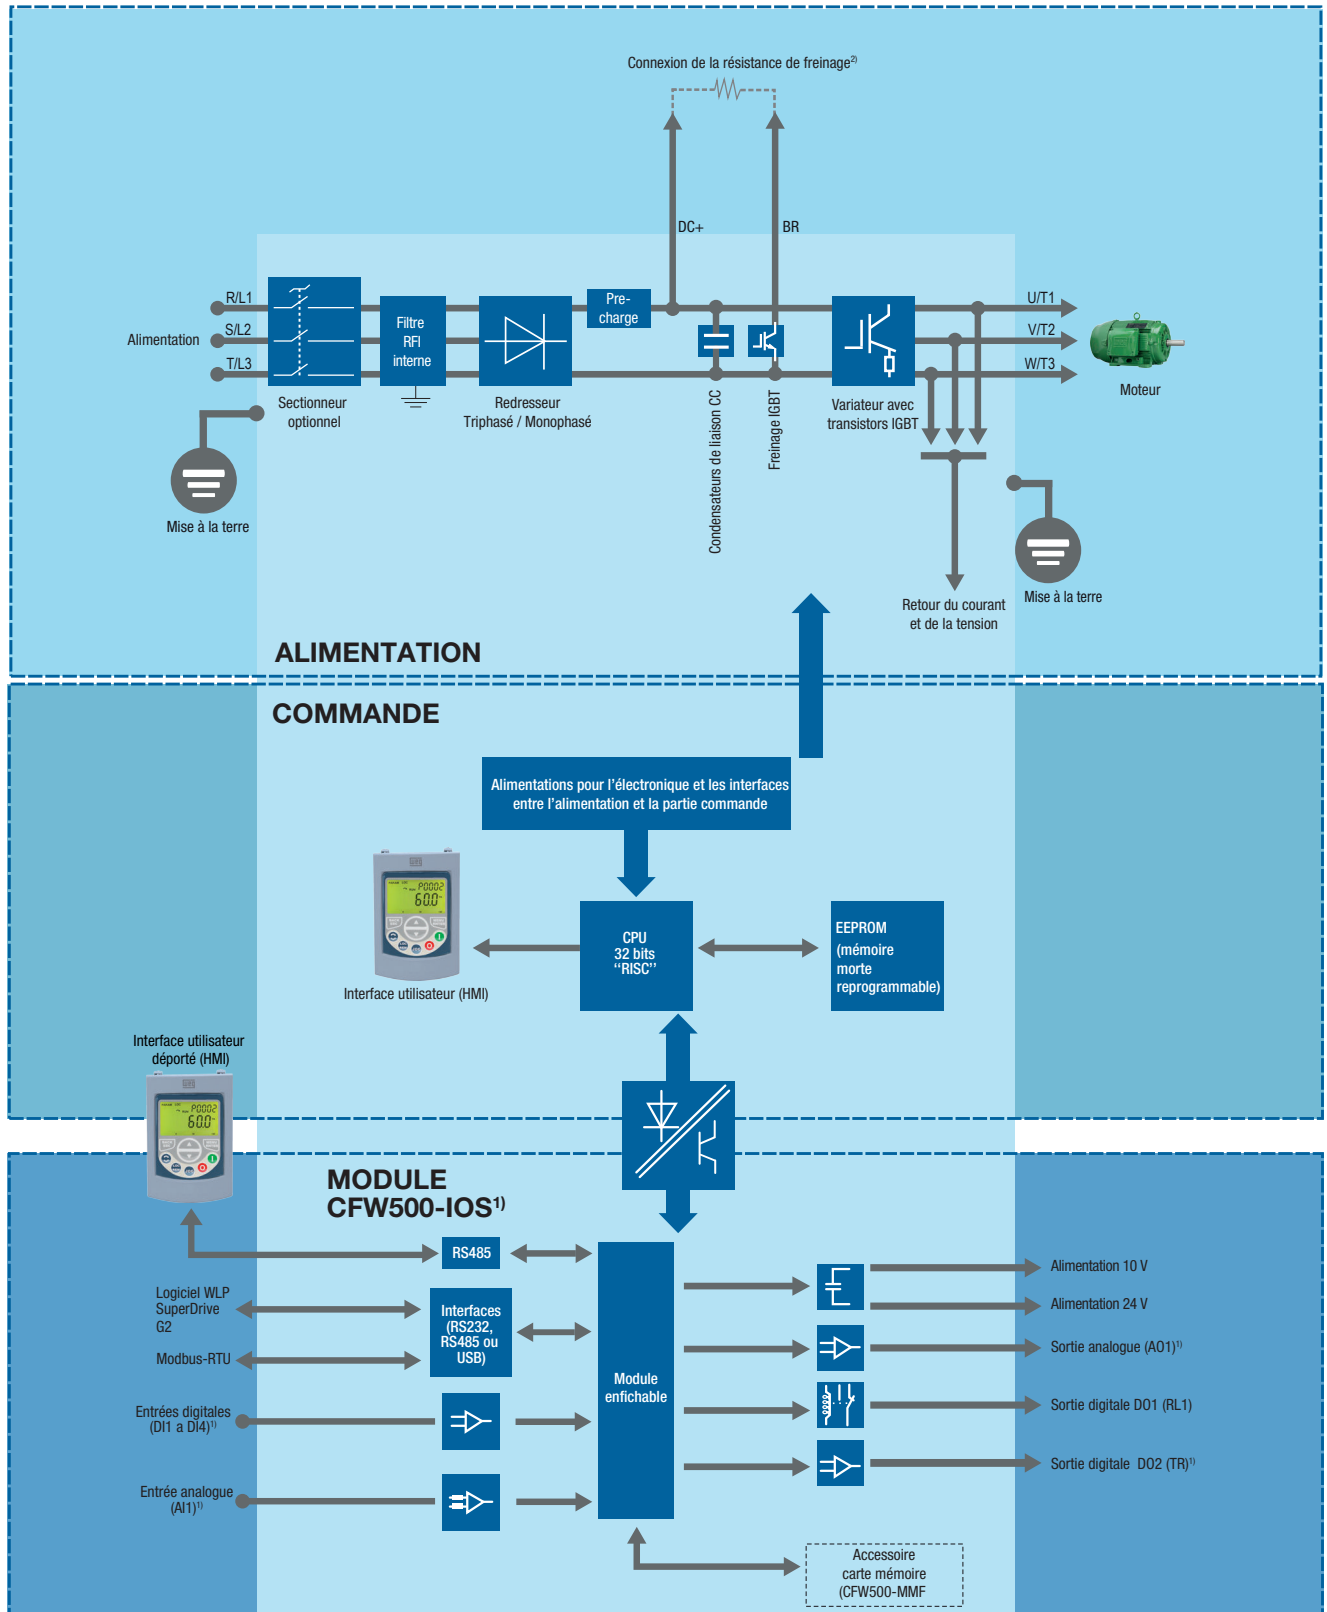 Connexion de la résistance de freinage2)
DC+
BR
R/L1
S/L2
T/L3
Alimentation
Sectionneur
optionnel
Filtre
RFI
interne
Redresseur
Triphasé / Monophasé
Pre-
charge
Condensateurs de liaison CC
Freinage IGBT
Variateur avec
transistors IGBT
U/T1
V/T2
W/T3
Moteur
Mise à la terre
Mise à la terre
Retour du courant
et de la tension
ALIMENTATION
COMMANDE
Alimentations pour l'électronique et les interfaces
entre l'alimentation et la partie commande
P0002
60.0
Interface utilisateur (HMI)
CPU
32 bits
‘‘RISC’’
EEPROM
(mémoire
morte
reprogrammable)
Interface utilisateur
déporté (HMI)
P0002
60.0
MODULE
CFW500-IOS1)
RS485
Logiciel WLP
SuperDrive
G2
Modbus-RTU
Interfaces
(RS232,
RS485 ou
USB)
Entrées digitales
(DI1 a DI4)1)
Entrée analogue
(AI1)1)
Module
enfichable
Alimentation 10 V
Alimentation 24 V
Sortie analogue (AO1)1)
Sortie digitale DO1 (RL1)
Sortie digitale DO2 (TR)1)
Accessoire
carte mémoire
(CFW500-MMF